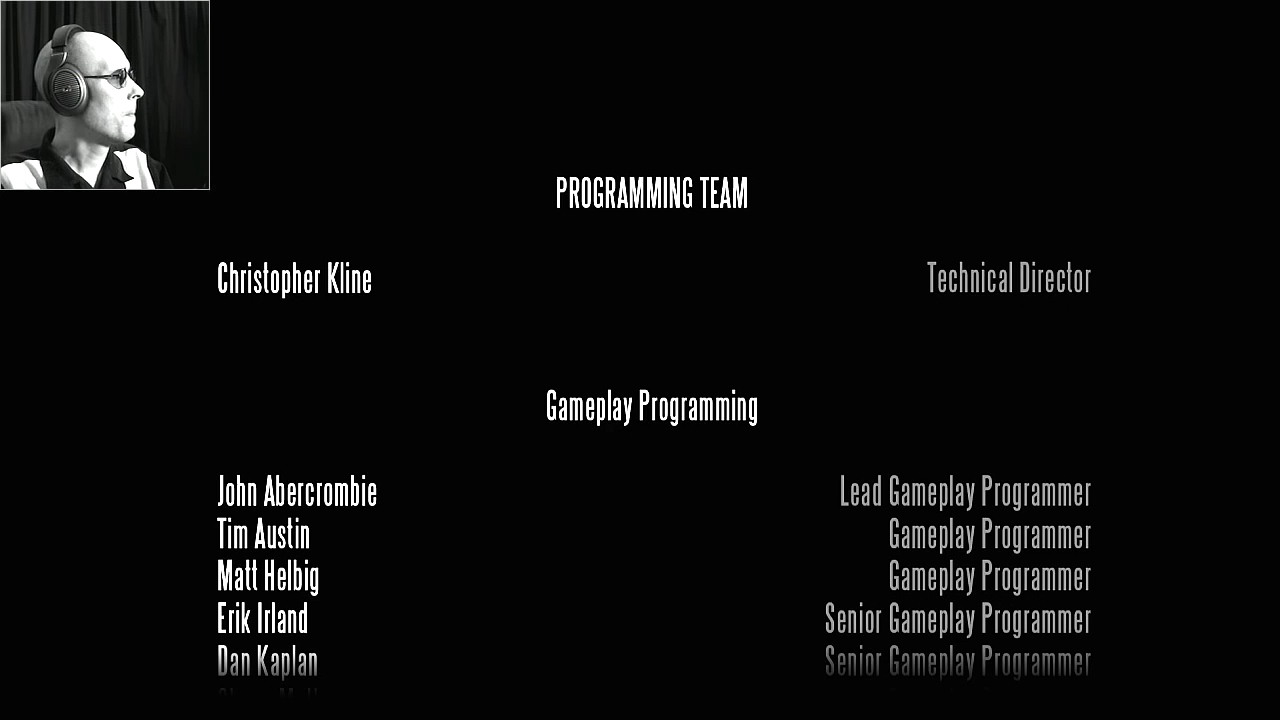 PROGRAMMING TEAM
Christopher Kline Technical Director
Gameplay Programming
John Abercrombie Lead Gameplay Programmer
Tim Austin Gameplay Programmer
Matt Helbig Gameplay Programmer
Erik Irland Senior Gameplay Programmer
Dan Kaplan Senior Gameplay Programmer